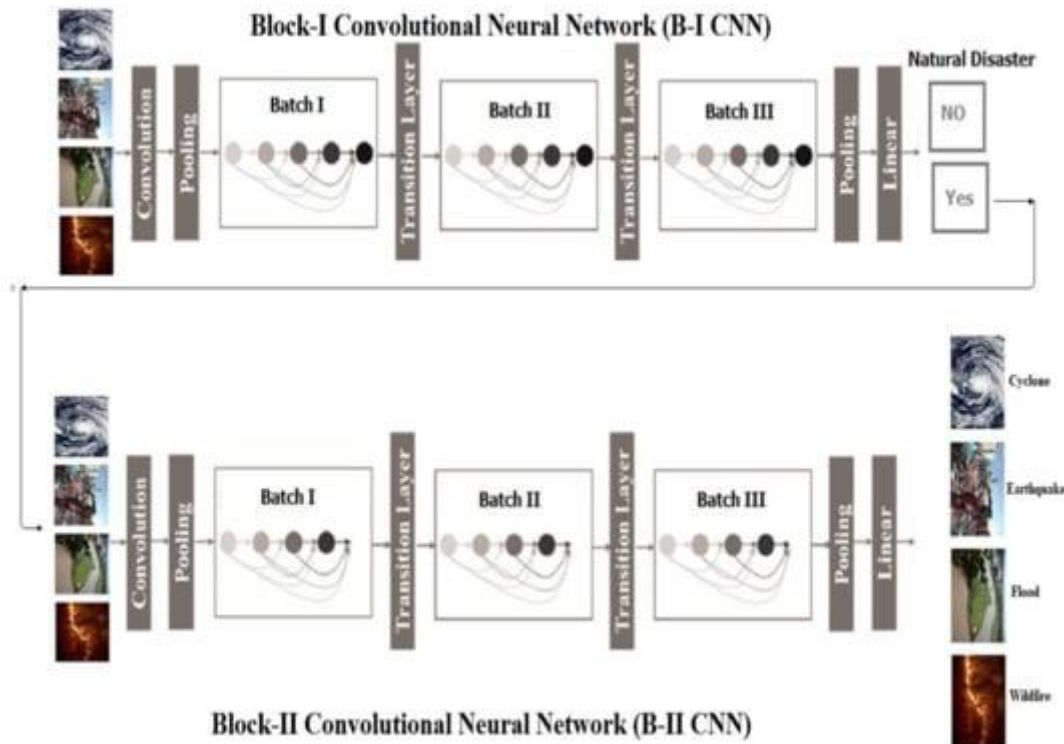 Block-I Convolutional Neural Network (B-I CNN)
Natural Disaster
Convolution
Pooling
Batch I
Transition Layer
Batch II
Transition Layer
Batch III
Pooling
Linear
NO
Yes
Convolution
Pooling
Batch I
Transition Layer
Batch II
Transition Layer
Batch III
Pooling
Linear
Cyclone
Earthquake
Flood
Wildfire
Block-II Convolutional Neural Network (B-II CNN)